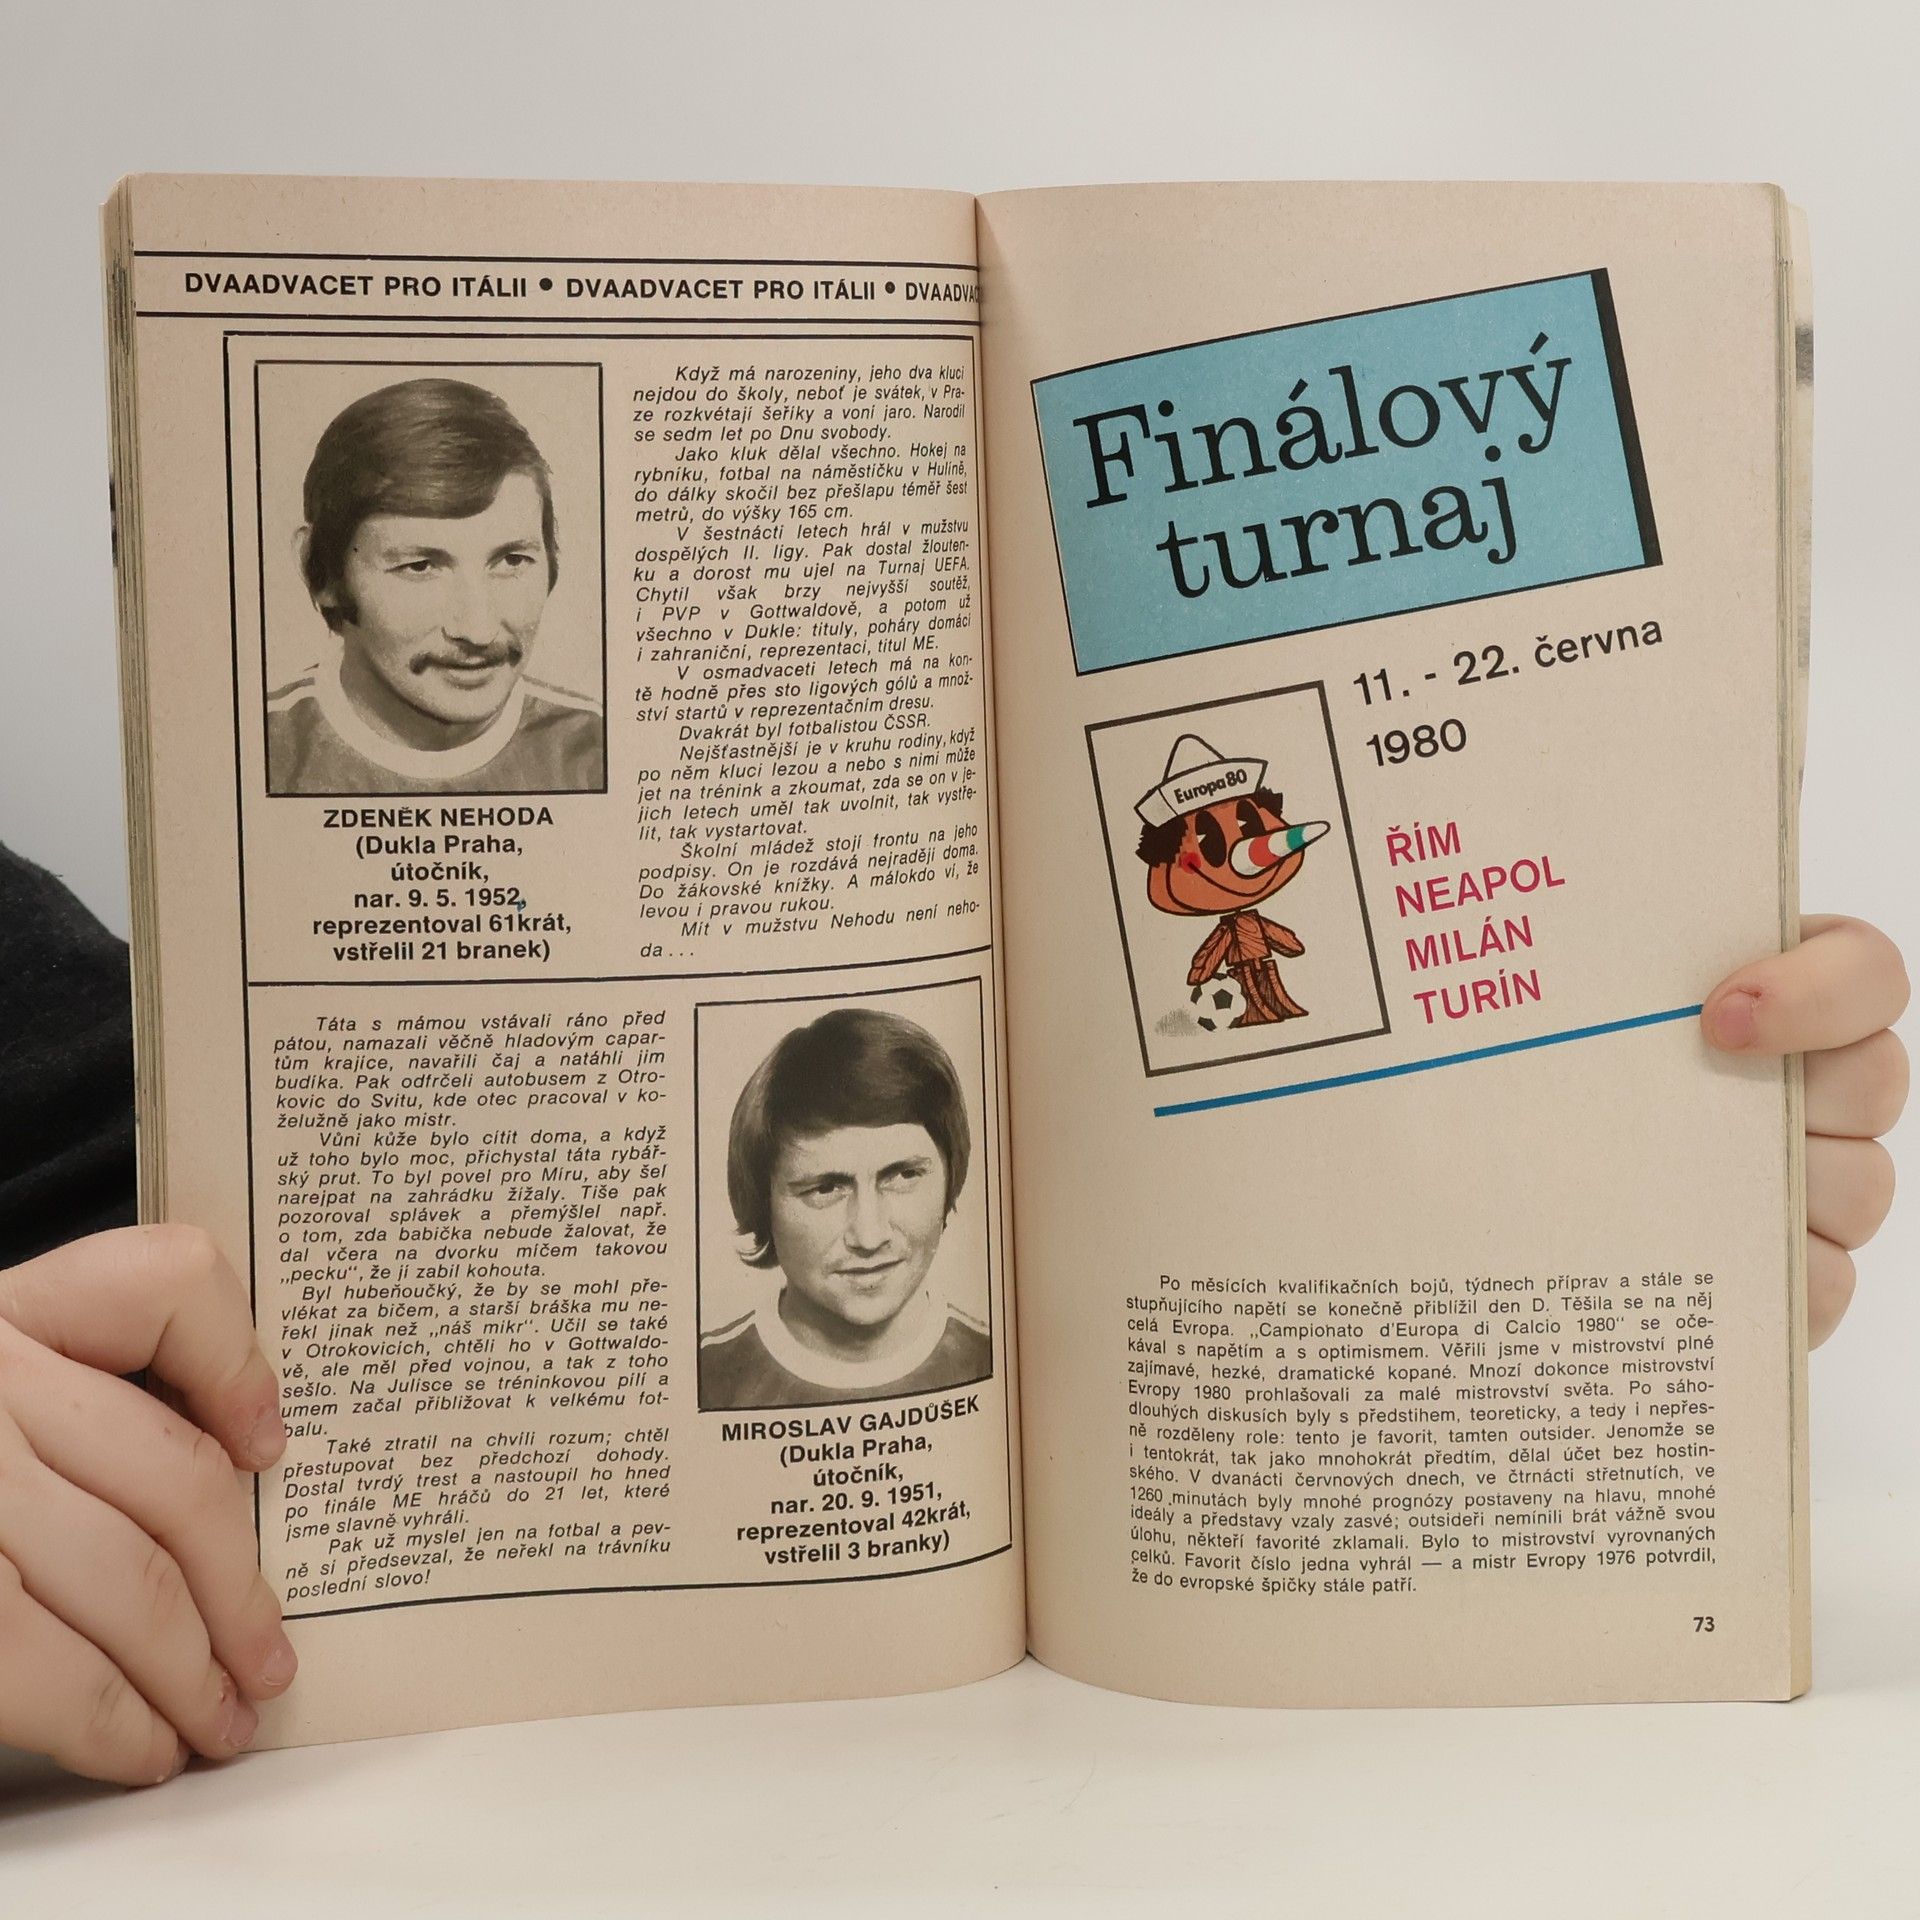 DVAADVACET PRO ITÁLII • DVAADVACET PRO ITÁLII • DVAADVAC
Když má narozeniny, jeho dva kluci
nejdou do školy, neboť je svátek, v Pra-
ze rozkvétají šeříky a voní jaro. Narodil
se sedm let po Dnu svobody.
Jako kluk dělal všechno. Hokej na
rybníku, fotbal na náměstíčku v Hulíně,
do dálky skočil bez přešlapu téměř šest
metrů, do výšky 165 cm.
V šestnácti letech hrál v mužstvu
dospělých II. ligy. Pak dostal žlouten-
ku a dorost mu ujel na Turnaj UEFA.
Chytil však brzy nejvyšší soutěž,
i PVP v Gottwaldově, a potom už
všechno v Dukle: tituly, poháry domácí
i zahraniční, reprezentaci, titul ME.
V osmadvaceti letech má na kon-
tě hodně přes sto ligových gólů a množ-
ství startů v reprezentačním dresu.
Dvakrát byl fotbalistou ČSSR.
Nejšťastnější je v kruhu rodiny, když
po něm kluci lezou a nebo s nimi může
jet na trénink a zkoumat, zda se on v je-
jich letech uměl tak uvolnit, tak vystře-
lit, tak vystartovat.
Školní mládež stojí frontu na jeho
podpisy. On je rozdává nejraději doma.
Do žákovské knížky. A málokdo ví, že
levou i pravou rukou.
Mít v mužstvu Nehodu není neho-
da...
ZDENĚK NEHODA
(Dukla Praha,
útočník,
nar. 9. 5. 1952,
reprezentoval 61krát,
vstřelil 21 branek)
Táta s mámou vstávali ráno před
pátou, namazali věčně hladovým capar-
tům krajíce, navařili čaj a natáhli jim
budíka. Pak odfrčeli autobusem z Otro-
kovic do Svitu, kde otec pracoval v ko-
želužně jako mistr.
Vůni kůže bylo cítit doma, a když
už toho bylo moc, přichystal táta rybář-
ský prut. To byl povel pro Míru, aby šel
narejpat na zahrádku žížaly. Tiše pak
pozoroval splávek a přemýšlel např.
o tom, zda babička nebude žalovat, že
dal včera na dvorku míčem takovou
„pecku“, že jí zabil kohouta.
Byl hubeňoučký, že by se mohl pře-
vlékat za bičem, a starší bráška mu ne-
řekl jinak než „náš mikr“. Učil se také
v Otrokovicích, chtěli ho v Gottwaldo-
vě, ale měl před vojnou, a tak z toho
sešlo. Na Julisce se tréninkovou pílí a
umem začal přibližovat k velkému fot-
balu.
Také ztratil na chvíli rozum; chtěl
přestupovat bez předchozí dohody.
Dostal tvrdý trest a nastoupil ho hned
po finále ME hráčů do 21 let, které
jsme slavně vyhráli.
Pak už myslel jen na fotbal a pev-
ně si předsevzal, že neřekl na trávníku
poslední slovo!
MIROSLAV GAJDŮŠEK
(Dukla Praha,
útočník,
nar. 20. 9. 1951,
reprezentoval 42krát,
vstřelil 3 branky)
Finálový
turnaj
11. - 22. června
1980
Europa 80
ŘÍM
NEAPOL
MILÁN
TURÍN
Po měsících kvalifikačních bojů, týdnech příprav a stále se
stupňujícího napětí se konečně přiblížil den D. Těšila se na něj
celá Evropa. „Campiohato d'Europa di Calcio 1980“ se oče-
kával s napětím a s optimismem. Věřili jsme v mistrovství plné
zajímavé, hezké, dramatické kopané. Mnozí dokonce mistrovství
Evropy 1980 prohlašovali za malé mistrovství světa. Po sáho-
dlouhých diskusích byly s předstihem, teoreticky, a tedy i nepřes-
ně rozděleny role: tento je favorit, tamten outsider. Jenomže se
i tentokrát, tak jako mnohokrát předtím, dělal účet bez hostin-
ského. V dvanácti červnových dnech, ve čtrnácti střetnutích, ve
1260 minutách byly mnohé prognózy postaveny na hlavu, mnohé
ideály a představy vzaly zasvé; outsideři nemínili brát vážně svou
úlohu, někteří favorité zklamali. Bylo to mistrovství vyrovnaných
celků. Favorit číslo jedna vyhrál — a mistr Evropy 1976 potvrdil,
že do evropské špičky stále patří.
73